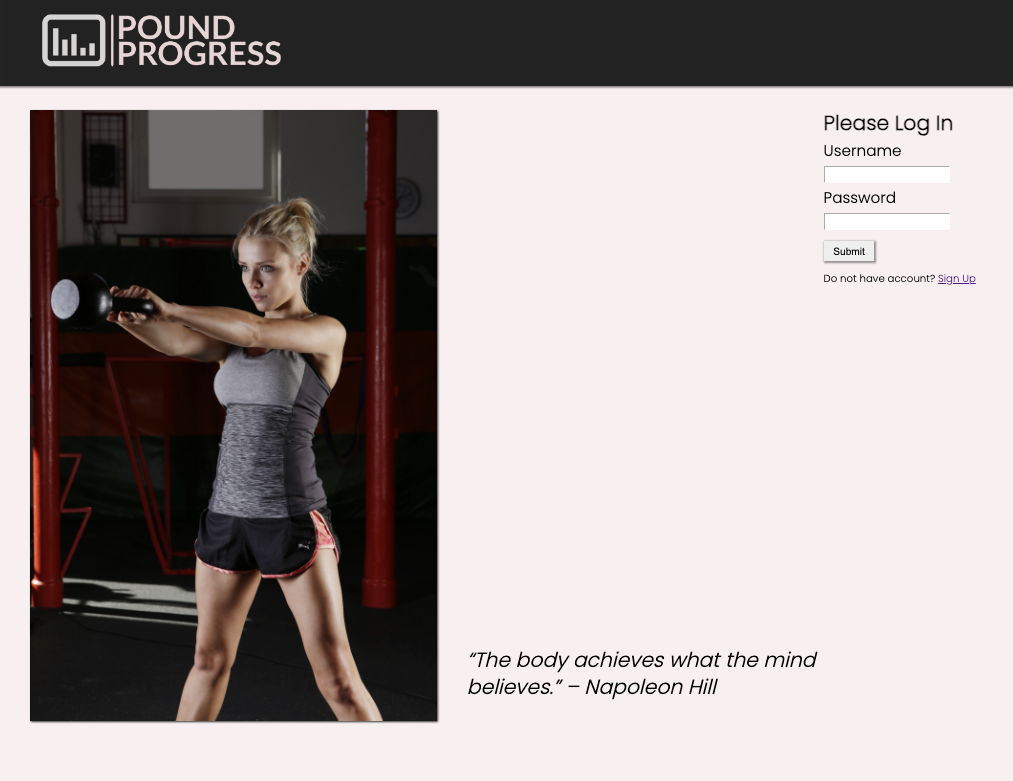 POUND
PROGRESS
Please Log In
Username
Password
Submit
Do not have account? Sign Up
“The body achieves what the mind
believes.” – Napoleon Hill